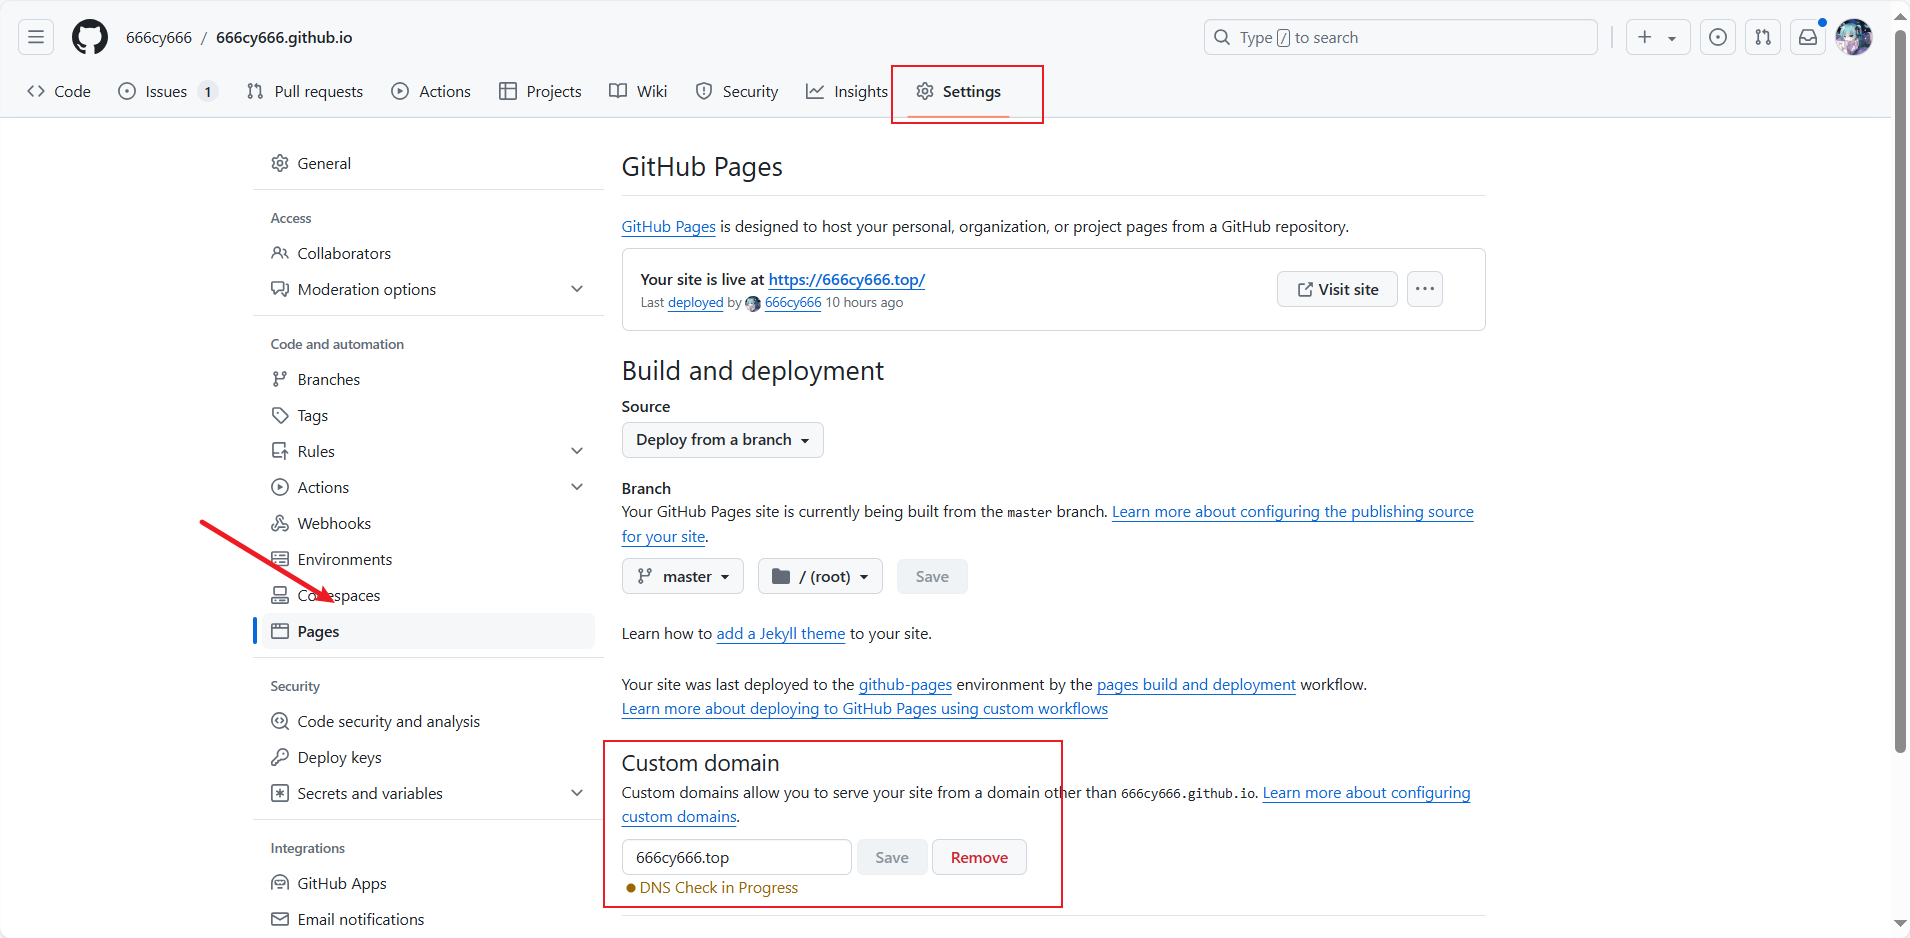 666cy666 / 666cy666.github.io
Type / to search
Code
Issues 1
Pull requests
Actions
Projects
Wiki
Security
Insights
Settings
General
Access
Collaborators
Moderation options
Code and automation
Branches
Tags
Rules
Actions
Webhooks
Environments
Codespaces
Pages
Security
Code security and analysis
Deploy keys
Secrets and variables
Integrations
GitHub Apps
Email notifications
GitHub Pages
GitHub Pages is designed to host your personal, organization, or project pages from a GitHub repository.
Your site is live at https://666cy666.top/
Last deployed by 666cy666 10 hours ago
Visit site
Build and deployment
Source
Deploy from a branch
Branch
Your GitHub Pages site is currently being built from the master branch. Learn more about configuring the publishing source
for your site.
master
/ (root)
Save
Learn how to add a Jekyll theme to your site.
Your site was last deployed to the github-pages environment by the pages build and deployment workflow.
Learn more about deploying to GitHub Pages using custom workflows
Custom domain
Custom domains allow you to serve your site from a domain other than 666cy666.github.io. Learn more about configuring
custom domains.
666cy666.top
Save
Remove
DNS Check in Progress